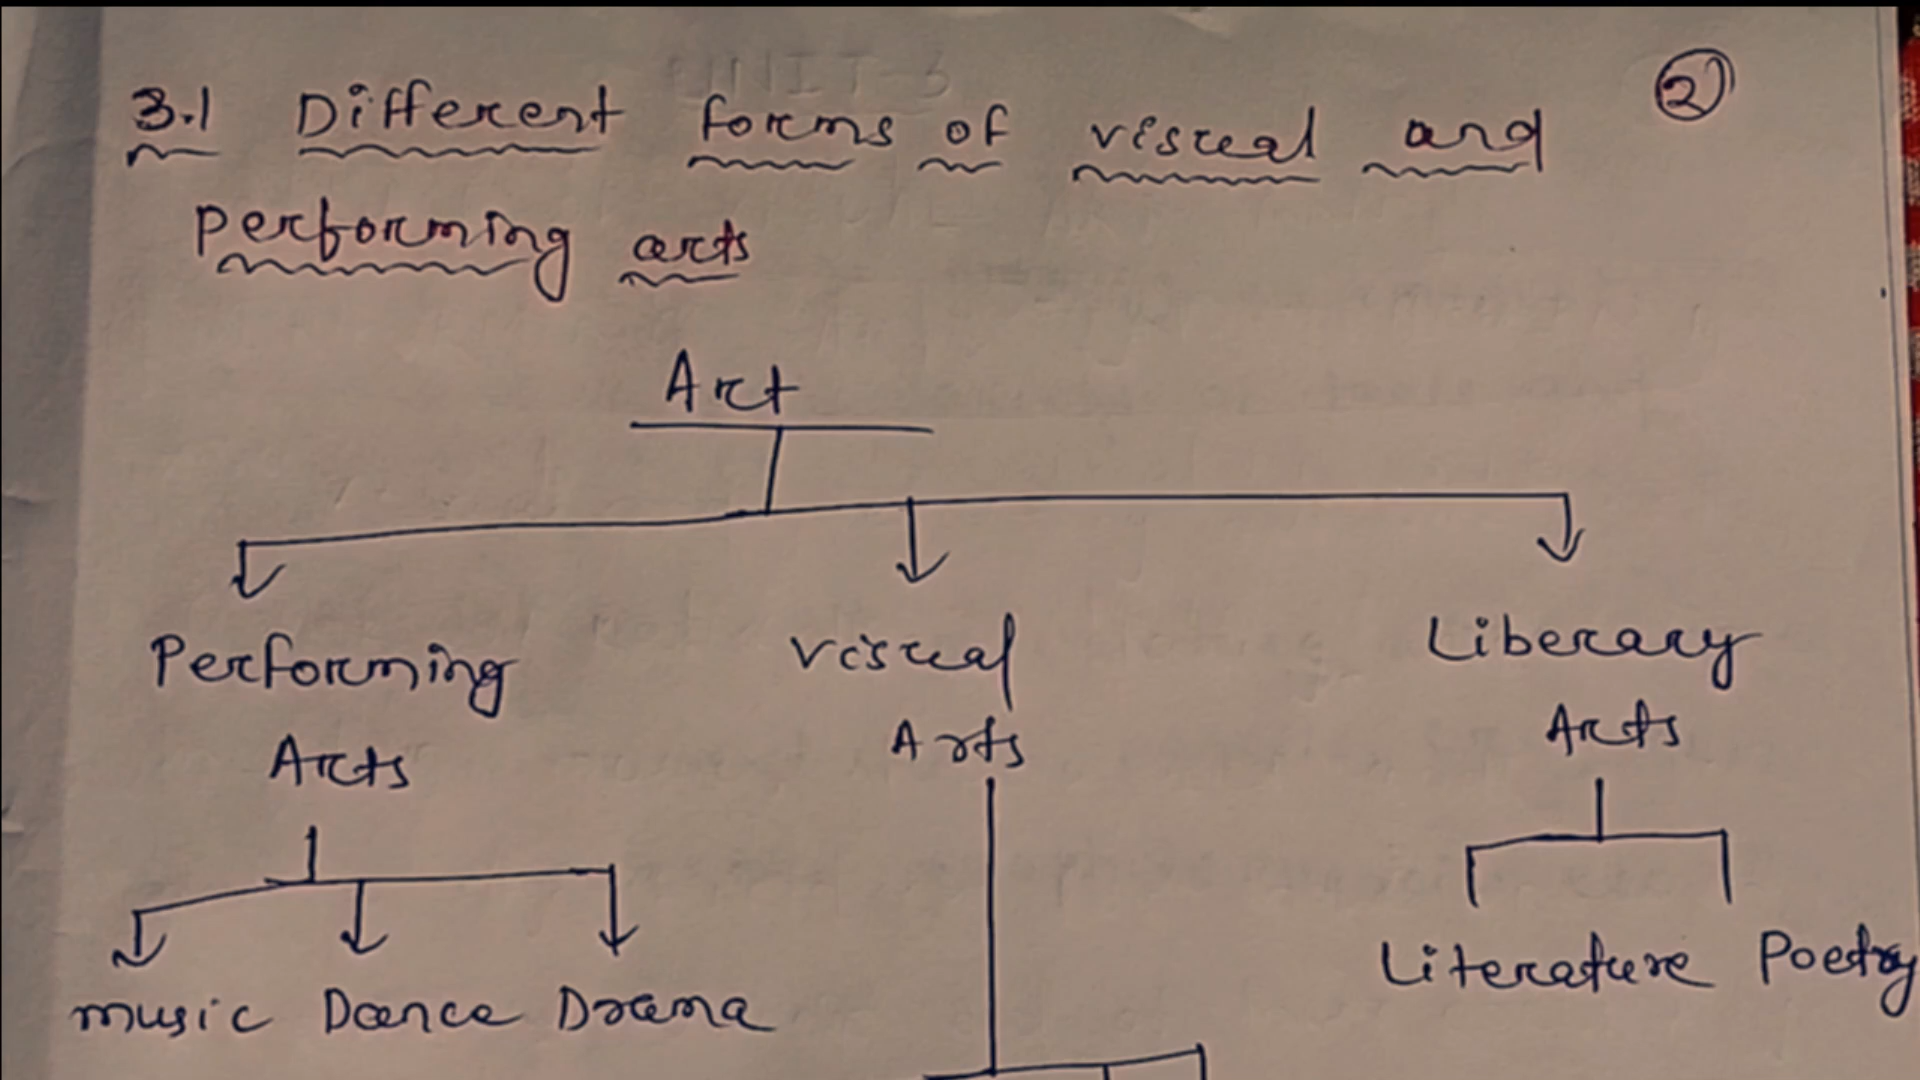 3.1 Different forms of visual and
2
Performing arts
Art
Performing Arts
Visual Arts
Liberary Arts
music Dance Drama
Literature Poetry